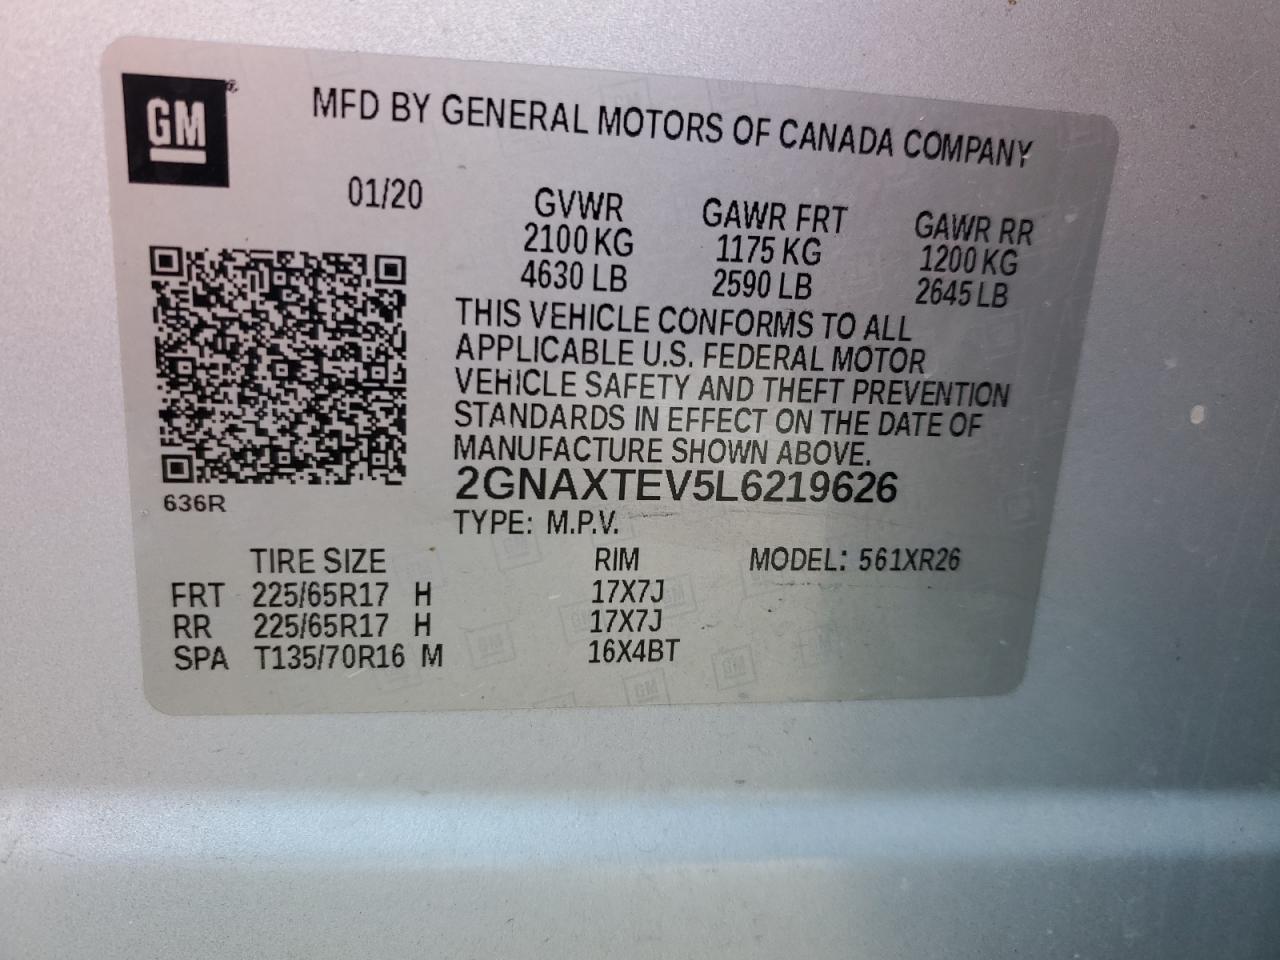 GM
MFD BY GENERAL MOTORS OF CANADA COMPANY
01/20 GVWR GAWR FRT GAWR RR
2100 KG 1175 KG 1200 KG
4630 LB 2590 LB 2645 LB
THIS VEHICLE CONFORMS TO ALL
APPLICABLE U.S. FEDERAL MOTOR
VEHICLE SAFETY AND THEFT PREVENTION
STANDARDS IN EFFECT ON THE DATE OF
MANUFACTURE SHOWN ABOVE.
2GNAXTEV5L6219626
636R
TYPE: M.P.V.
TIRE SIZE RIM MODEL: 561XR26
FRT 225/65R17 H 17X7J
RR 225/65R17 H 17X7J
SPA T135/70R16 M 16X4BT